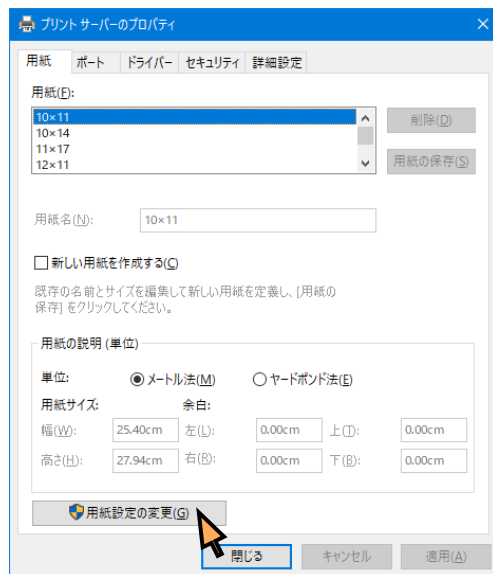 プリント サーバーのプロパティ
用紙 ポート ドライバー セキュリティ 詳細設定
用紙(F):
10×11
10×14
11×17
12×11
削除(D)
用紙の保存(S)
用紙名(N): 10×11
新しい用紙を作成する(C)
既存の名前とサイズを編集して新しい用紙を定義し、[用紙の
保存] をクリックしてください。
用紙の説明 (単位)
単位: メートル法(M) ヤードポンド法(E)
用紙サイズ: 余白:
幅(W): 25.40cm 左(L): 0.00cm 上(T): 0.00cm
高さ(H): 27.94cm 右(R): 0.00cm 下(B): 0.00cm
用紙設定の変更(G)
閉じる キャンセル 適用(A)